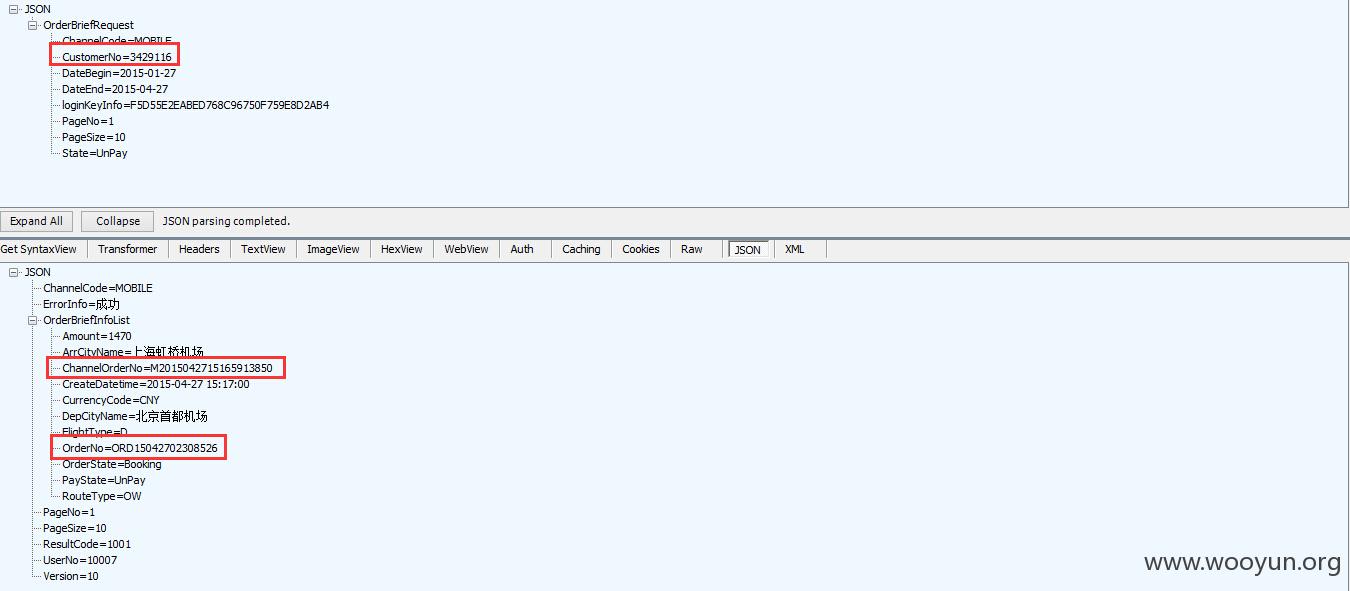 JSON
OrderBriefRequest
ChannelCode=MOBILE
CustomerNo=3429116
DateBegin=2015-01-27
DateEnd=2015-04-27
loginKeyInfo=F5D55E2EABED768C96750F759E8D2AB4
PageNo=1
PageSize=10
State=UnPay
Expand All Collapse JSON parsing completed.
Get SyntaxView Transformer Headers TextView ImageView HexView WebView Auth Caching Cookies Raw JSON XML
JSON
ChannelCode=MOBILE
ErrorInfo=成功
OrderBriefInfoList
Amount=1470
ArrCityName=上海虹桥机场
ChannelOrderNo=M2015042715165913850
CreateDatetime=2015-04-27 15:17:00
CurrencyCode=CNY
DepCityName=北京首都机场
FlightType=D
OrderNo=ORD15042702308526
OrderState=Booking
PayState=UnPay
RouteType=OW
PageNo=1
PageSize=10
ResultCode=1001
UserNo=10007
Version=10
www.wooyun.org